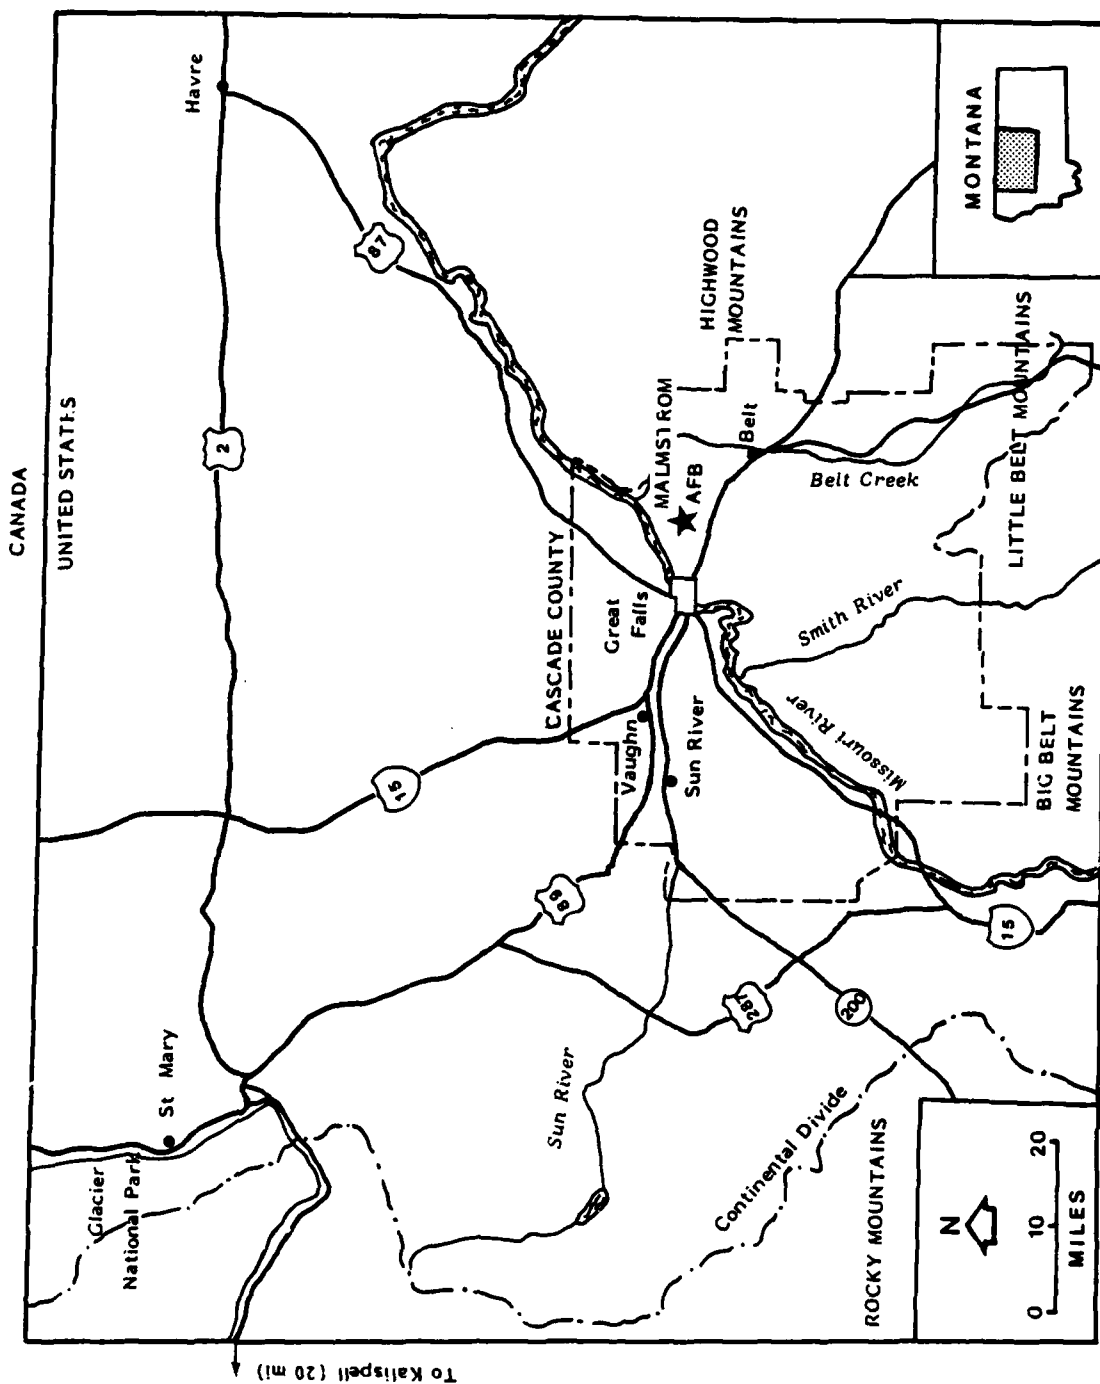 CANADA
UNITED STATES
Havre
2
87
St Mary
Glacier
National Park
To Kalispell (20 mi)
15
89
CASCADE COUNTY
Great
Falls
Vaughn
Sun River
MALMSTROM
AFB
HIGHWOOD
MOUNTAINS
Belt
Belt Creek
Smith River
Missouri River
Sun River
287
200
15
Continental Divide
ROCKY MOUNTAINS
BIG BELT
MOUNTAINS
LITTLE BELT MOUNTAINS
MONTANA
N
0 10 20
MILES